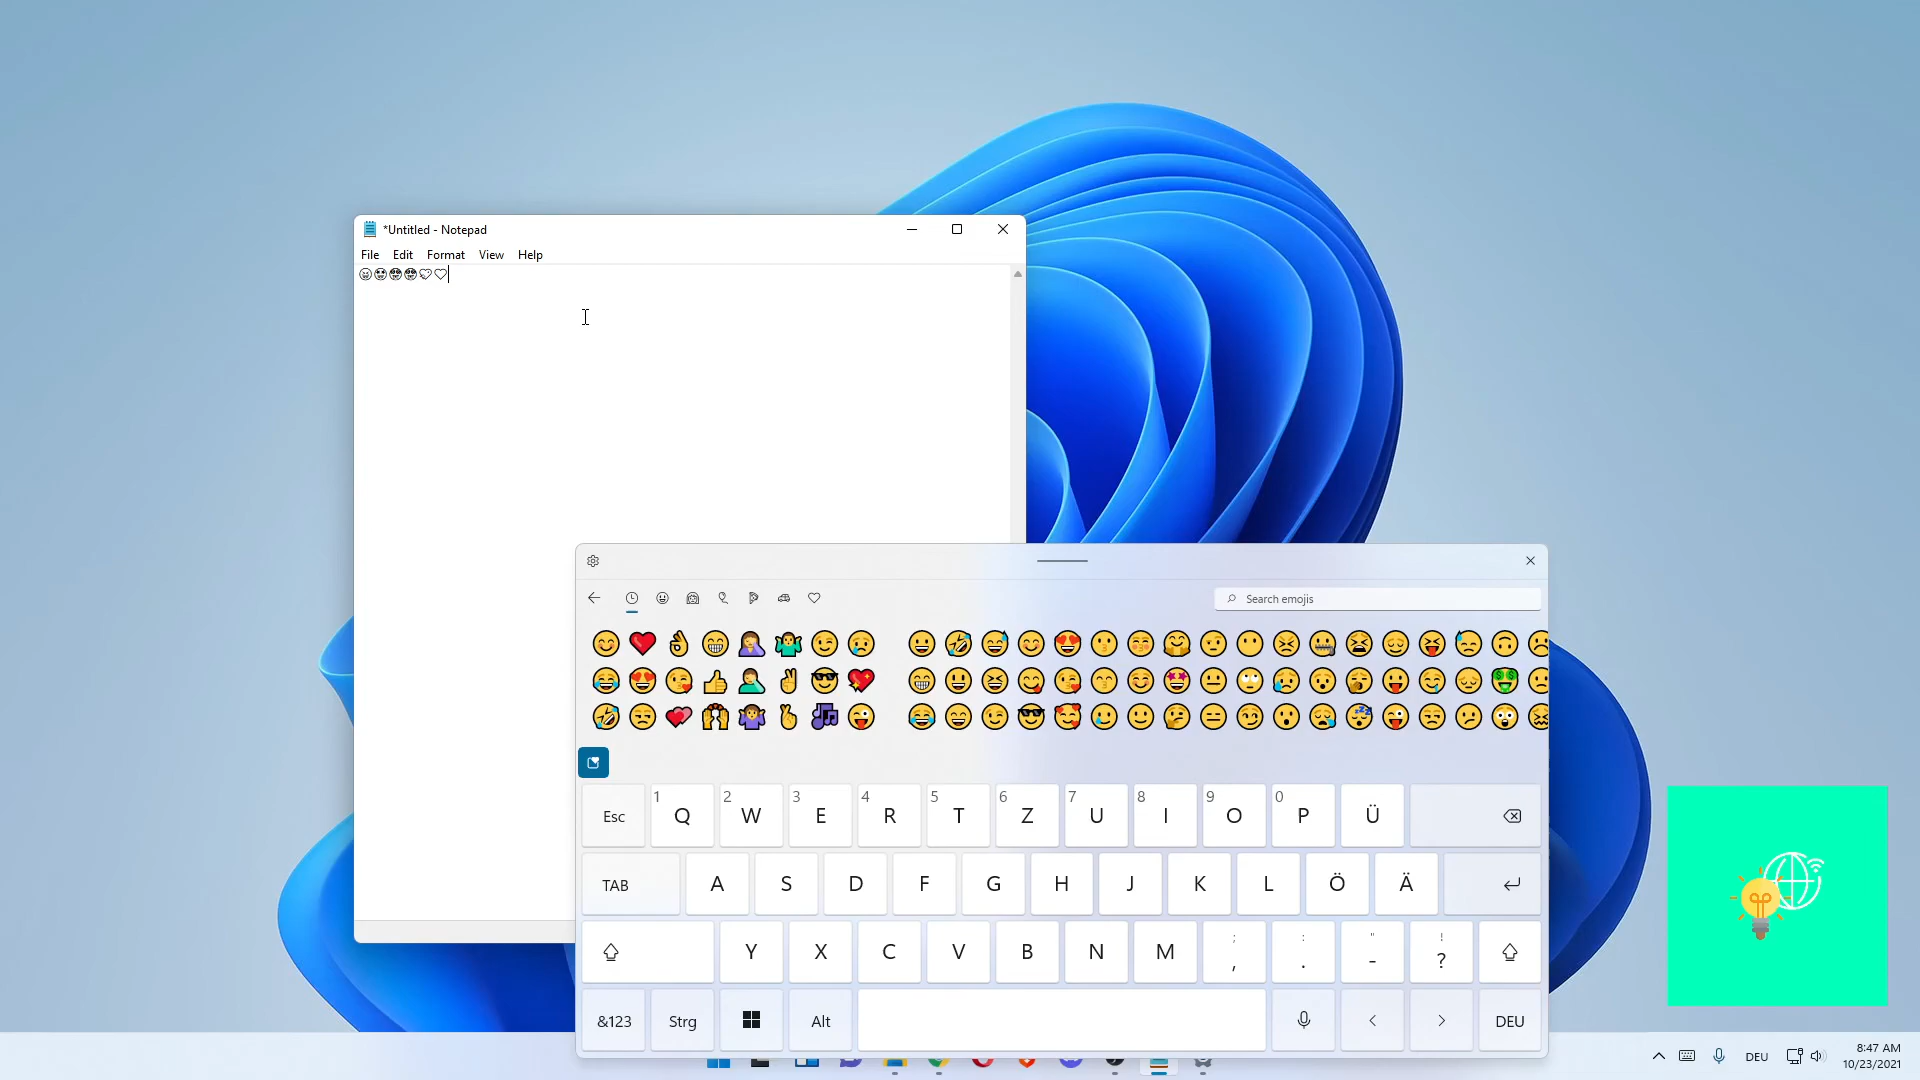 *Untitled - Notepad
File Edit Format View Help
Search emojis
Esc 1 Q 2 W 3 E 4 R 5 T 6 Z 7 U 8 I 9 O 0 P Ü
TAB A S D F G H J K L Ö Ä
Y X C V B N M ; , : . " - ! ?
&123 Strg Alt < > DEU
DEU
8:47 AM
10/23/2021